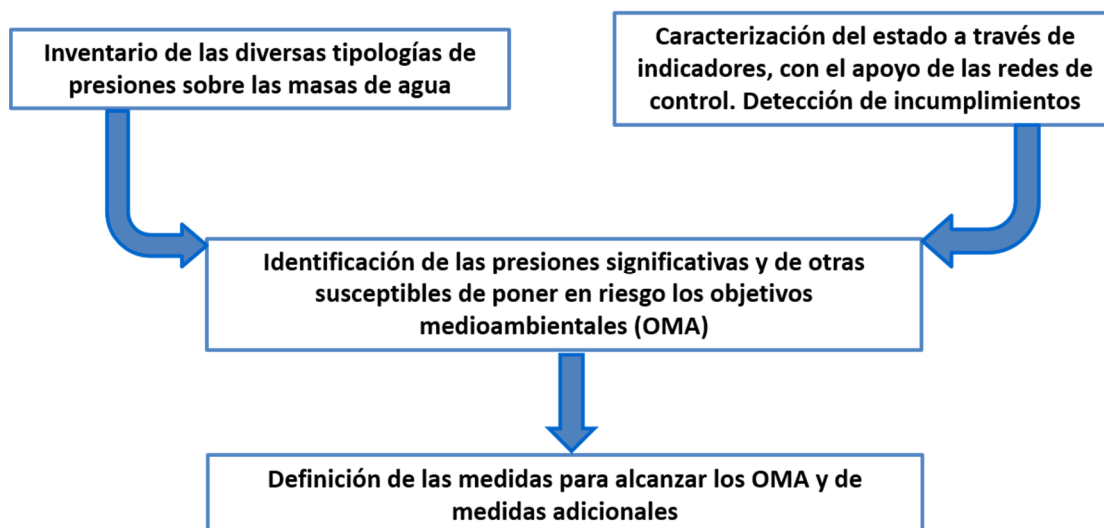 Inventario de las diversas tipologías de
presiones sobre las masas de agua
Caracterización del estado a través de
indicadores, con el apoyo de las redes de
control. Detección de incumplimientos
Identificación de las presiones significativas y de otras
susceptibles de poner en riesgo los objetivos
medioambientales (OMA)
Definición de las medidas para alcanzar los OMA y de
medidas adicionales